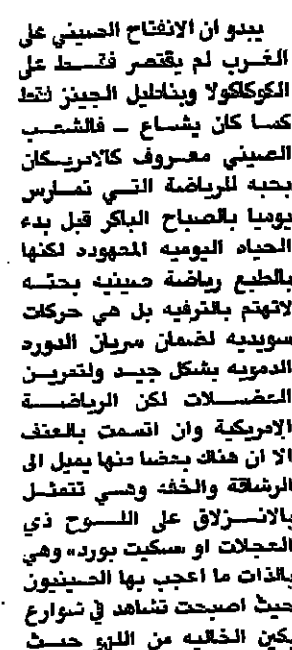 يبدو ان الانفتاح الصيني على
الغرب لم يقتصر فقط على
الكوكاكولا وبناطيل الجينز فقط
كما كان يشاع ـ فالشعب
الصيني معروف كالامريكان
بحبه للرياضة التي تمارس
يوميا بالصباح الباكر قبل بدء
الحياه اليوميه المعهوده لكنها
بالطبع رياضة صينيه بحته
لاتهتم بالترفيه بل هي حركات
سويديه لضمان سريان الدوره
الدمويه بشكل جيد ولتمرين
العضلات لكن الرياضة
الامريكية وان اتسمت بالعنف
الا ان هناك بعضا منها يميل الى
الرشاقة والخفه وهي تتمثل
بالانزلاق على اللوح ذي
العجلات او سكيت بورد» وهي
بالذات ما اعجب بها الصينيون
حيث اصبحت تشاهد في شوارع
بكين الخاليه من اللزو حيث